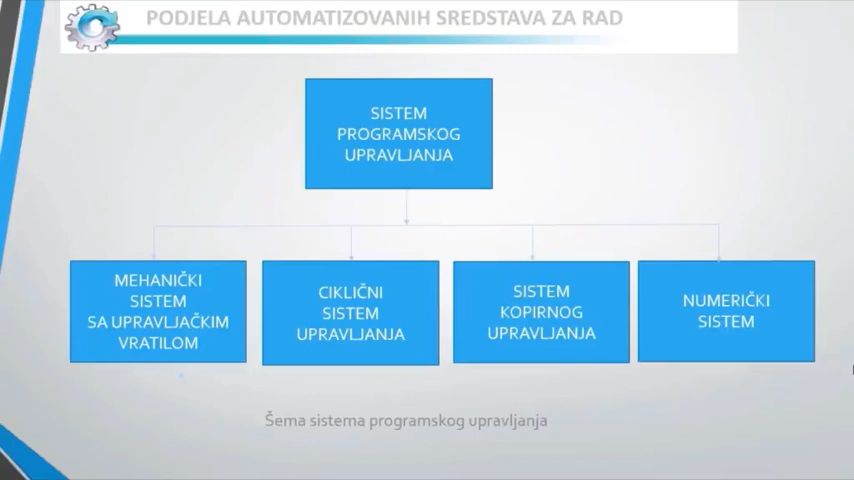 PODJELA AUTOMATIZOVANIH SREDSTAVA ZA RAD
SISTEM
PROGRAMSKOG
UPRAVLJANJA
MEHANIČKI
SISTEM
SA UPRAVLJAČKIM
VRATILOM
CIKLIČNI
SISTEM
UPRAVLJANJA
SISTEM
KOPIRNOG
UPRAVLJANJA
NUMERIČKI
SISTEM
Šema sistema programskog upravljanja